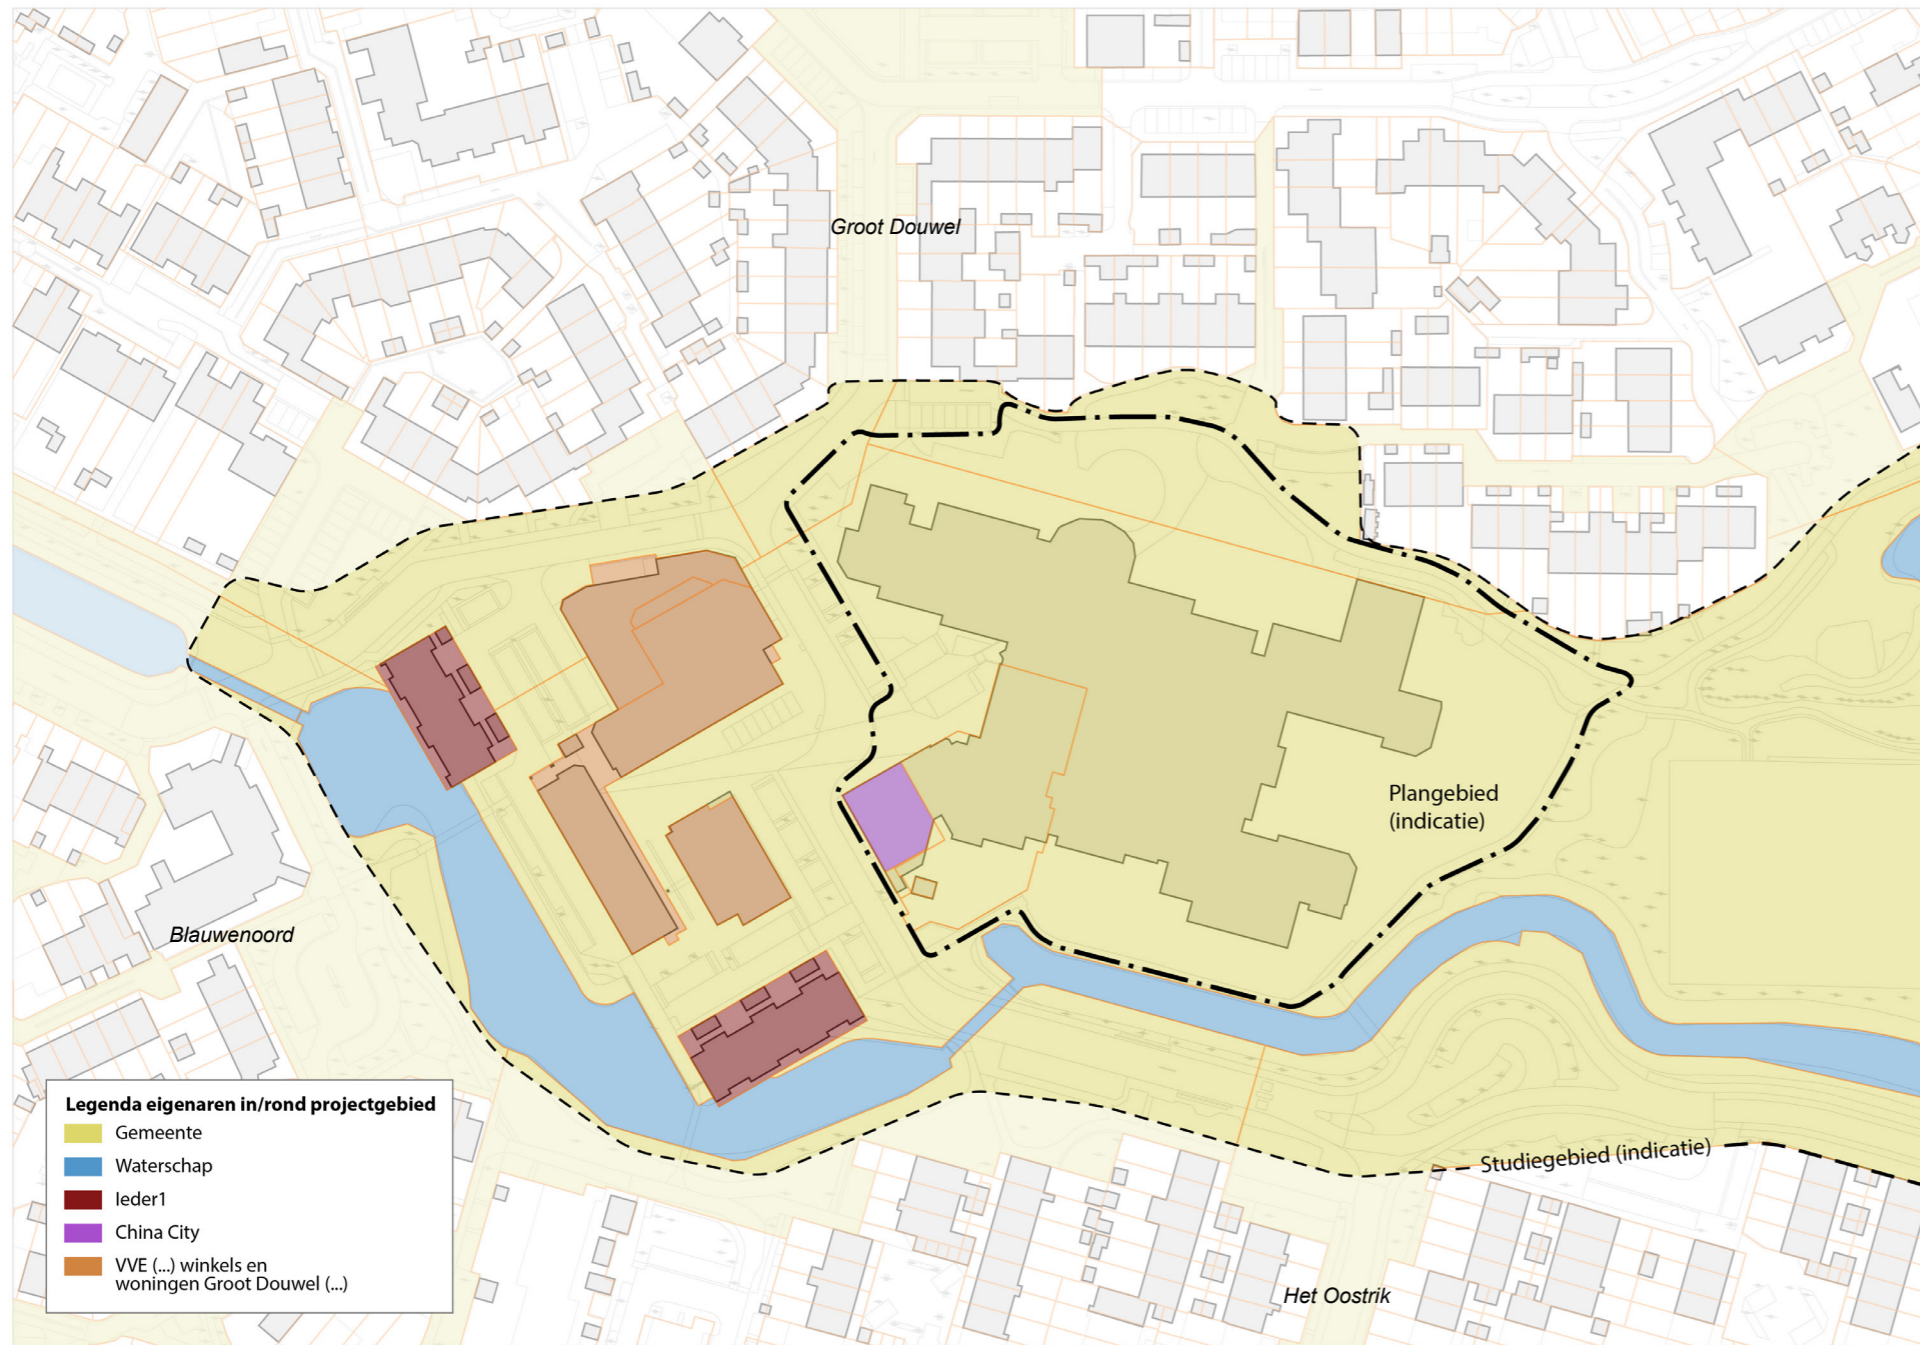 Groot Douwel
Plangebied
(indicatie)
Blauwenoord
Legenda eigenaren in/rond projectgebied
Gemeente
Waterschap
Ieder1
China City
VVE (...) winkels en
woningen Groot Douwel (...)
Studiegebied (indicatie)
Het Oostrik